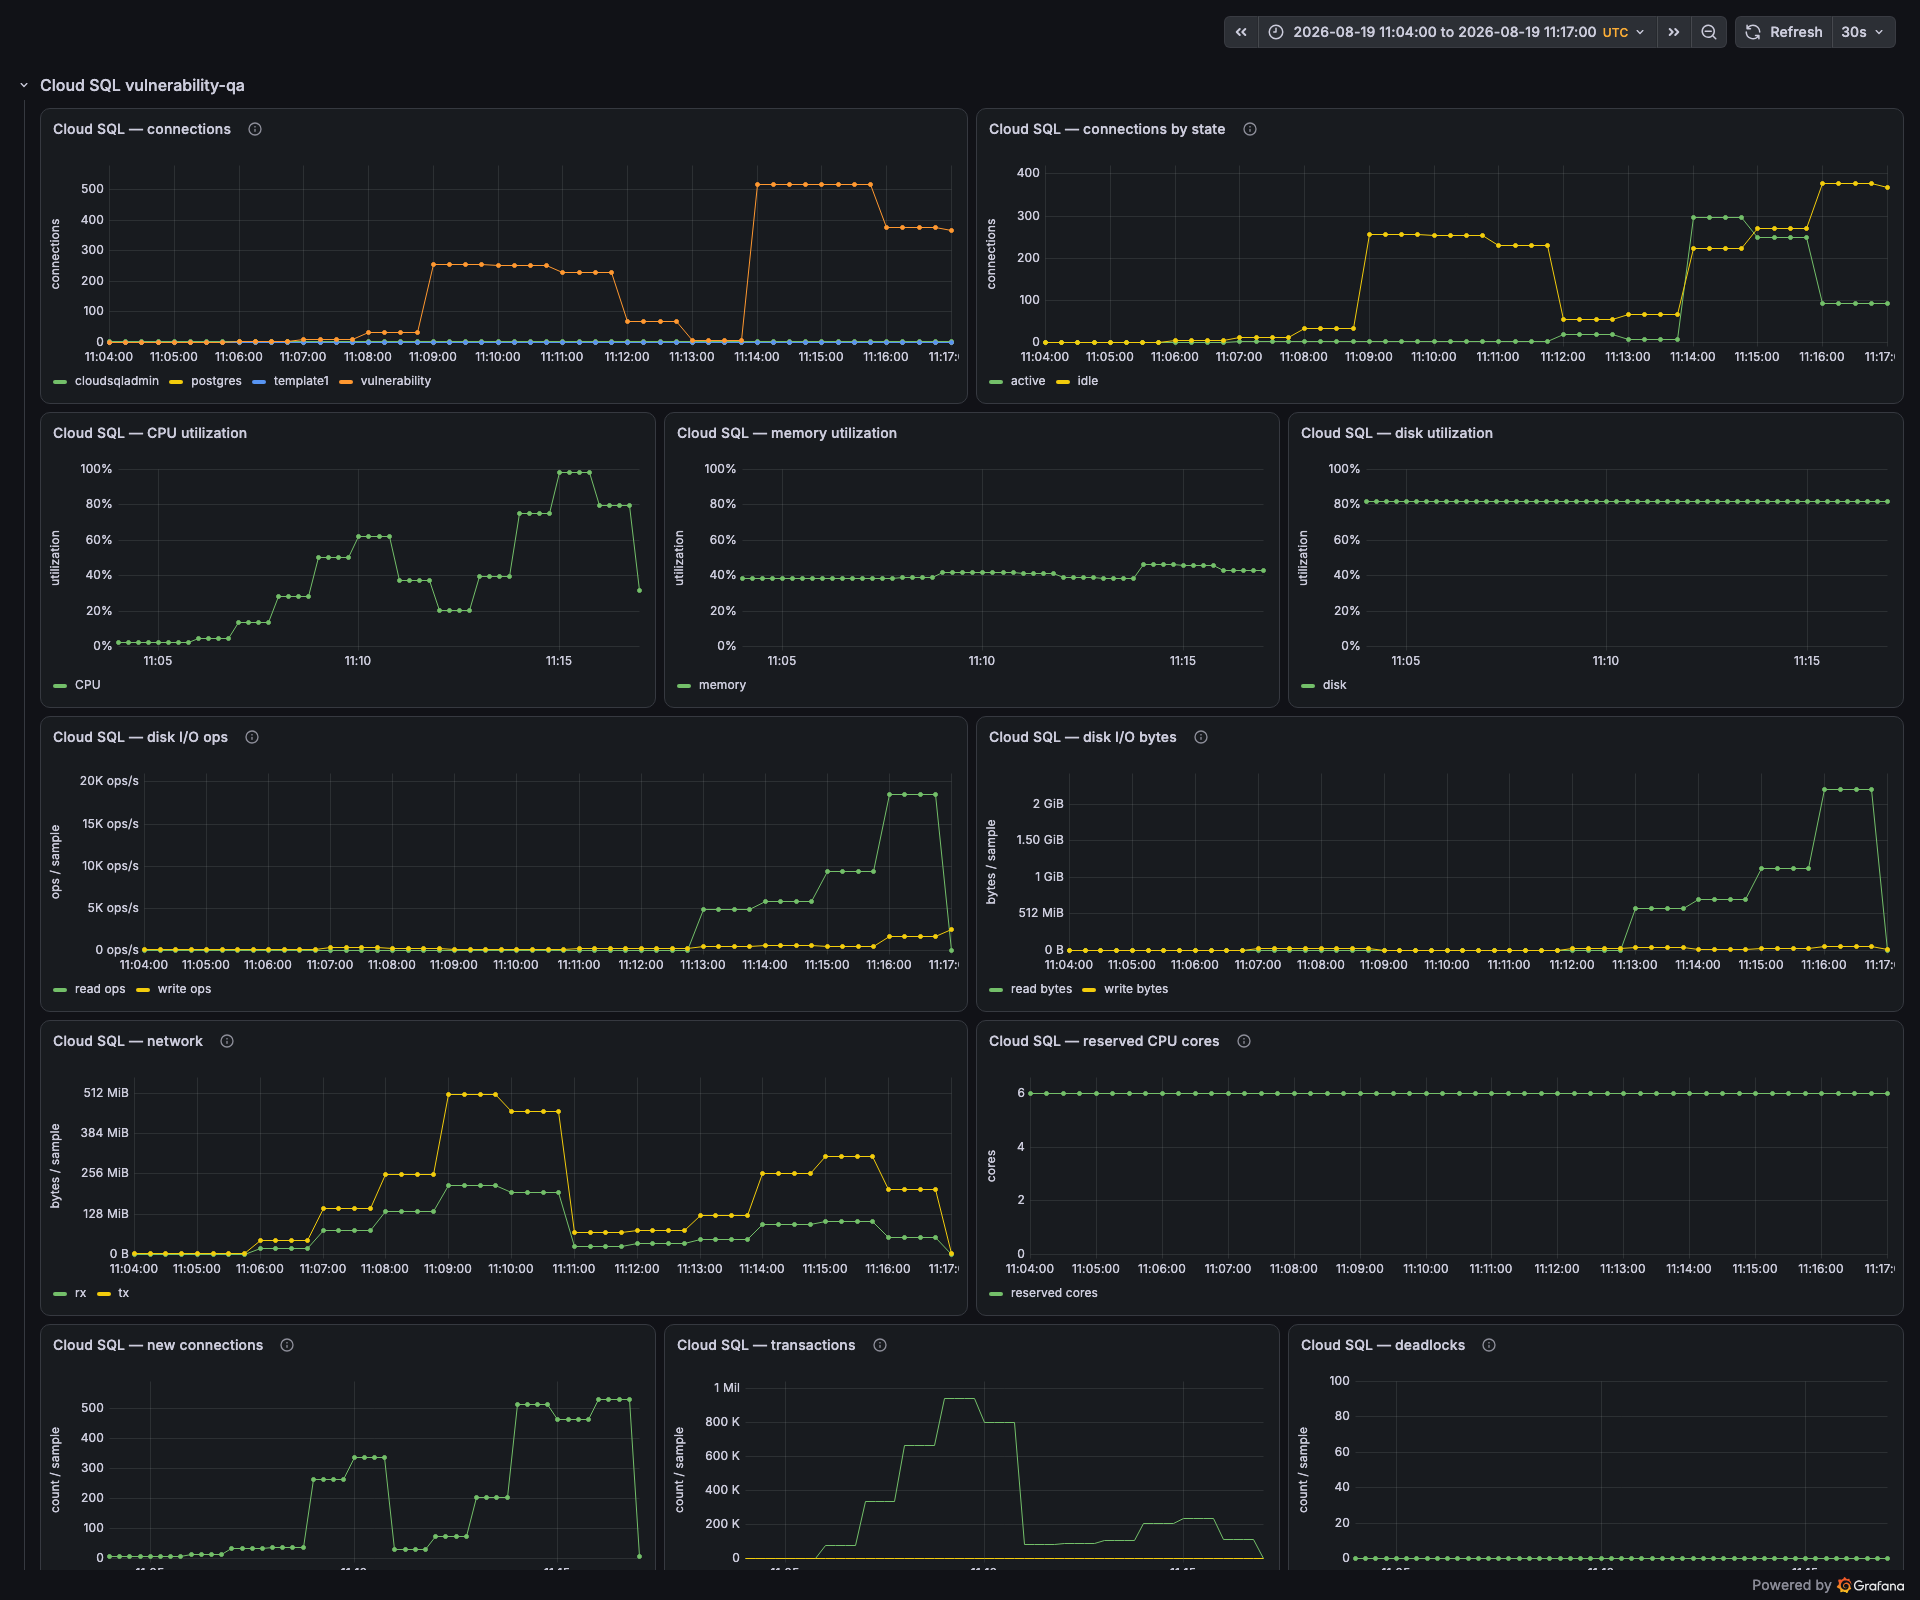 2026-08-19 11:04:00 to 2026-08-19 11:17:00 UTC Refresh 30s
Cloud SQL vulnerability-qa
Cloud SQL — connections
connections
500
400
300
200
100
0
11:04:00 11:05:00 11:06:00 11:07:00 11:08:00 11:09:00 11:10:00 11:11:00 11:12:00 11:13:00 11:14:00 11:15:00 11:16:00 11:17:
cloudsqladmin postgres template1 vulnerability
Cloud SQL — connections by state
connections
400
300
200
100
0
11:04:00 11:05:00 11:06:00 11:07:00 11:08:00 11:09:00 11:10:00 11:11:00 11:12:00 11:13:00 11:14:00 11:15:00 11:16:00 11:17:
active idle
Cloud SQL — CPU utilization
utilization
100%
80%
60%
40%
20%
0%
11:05 11:10 11:15
CPU
Cloud SQL — memory utilization
utilization
100%
80%
60%
40%
20%
0%
11:05 11:10 11:15
memory
Cloud SQL — disk utilization
utilization
100%
80%
60%
40%
20%
0%
11:05 11:10 11:15
disk
Cloud SQL — disk I/O ops
ops / sample
20K ops/s
15K ops/s
10K ops/s
5K ops/s
0 ops/s
11:04:00 11:05:00 11:06:00 11:07:00 11:08:00 11:09:00 11:10:00 11:11:00 11:12:00 11:13:00 11:14:00 11:15:00 11:16:00 11:17:
read ops write ops
Cloud SQL — disk I/O bytes
bytes / sample
2 GiB
1.50 GiB
1 GiB
512 MiB
0 B
11:04:00 11:05:00 11:06:00 11:07:00 11:08:00 11:09:00 11:10:00 11:11:00 11:12:00 11:13:00 11:14:00 11:15:00 11:16:00 11:17:
read bytes write bytes
Cloud SQL — network
bytes / sample
512 MiB
384 MiB
256 MiB
128 MiB
0 B
11:04:00 11:05:00 11:06:00 11:07:00 11:08:00 11:09:00 11:10:00 11:11:00 11:12:00 11:13:00 11:14:00 11:15:00 11:16:00 11:17:
rx tx
Cloud SQL — reserved CPU cores
cores
6
4
2
0
11:04:00 11:05:00 11:06:00 11:07:00 11:08:00 11:09:00 11:10:00 11:11:00 11:12:00 11:13:00 11:14:00 11:15:00 11:16:00 11:17:
reserved cores
Cloud SQL — new connections
count / sample
500
400
300
200
100
0
Cloud SQL — transactions
count / sample
1 Mil
800 K
600 K
400 K
200 K
0
Cloud SQL — deadlocks
count / sample
100
80
60
40
20
0
Powered by Grafana